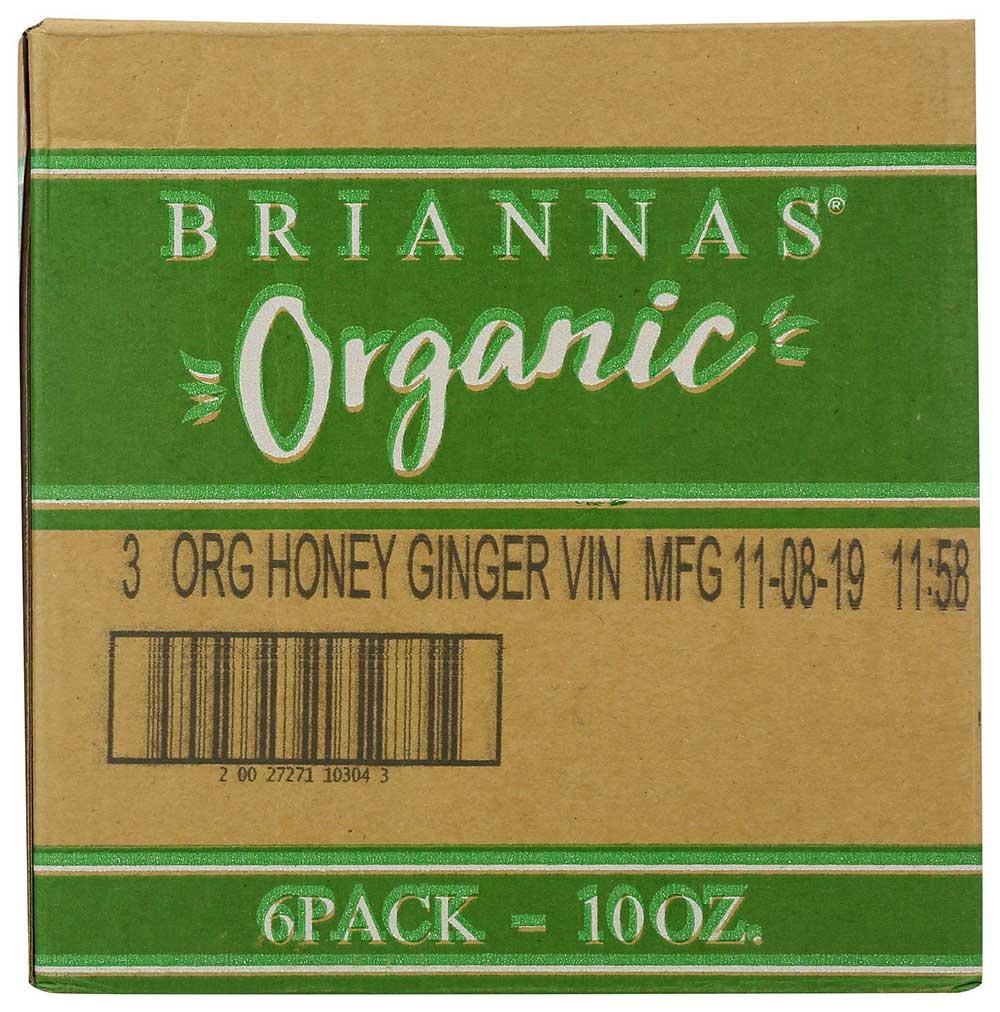 BRIANNAS®
Organic
3 ORG HONEY GINGER VIN MFG 11-08-19 11:58
2 00 27271 10304 3
6PACK - 10OZ.